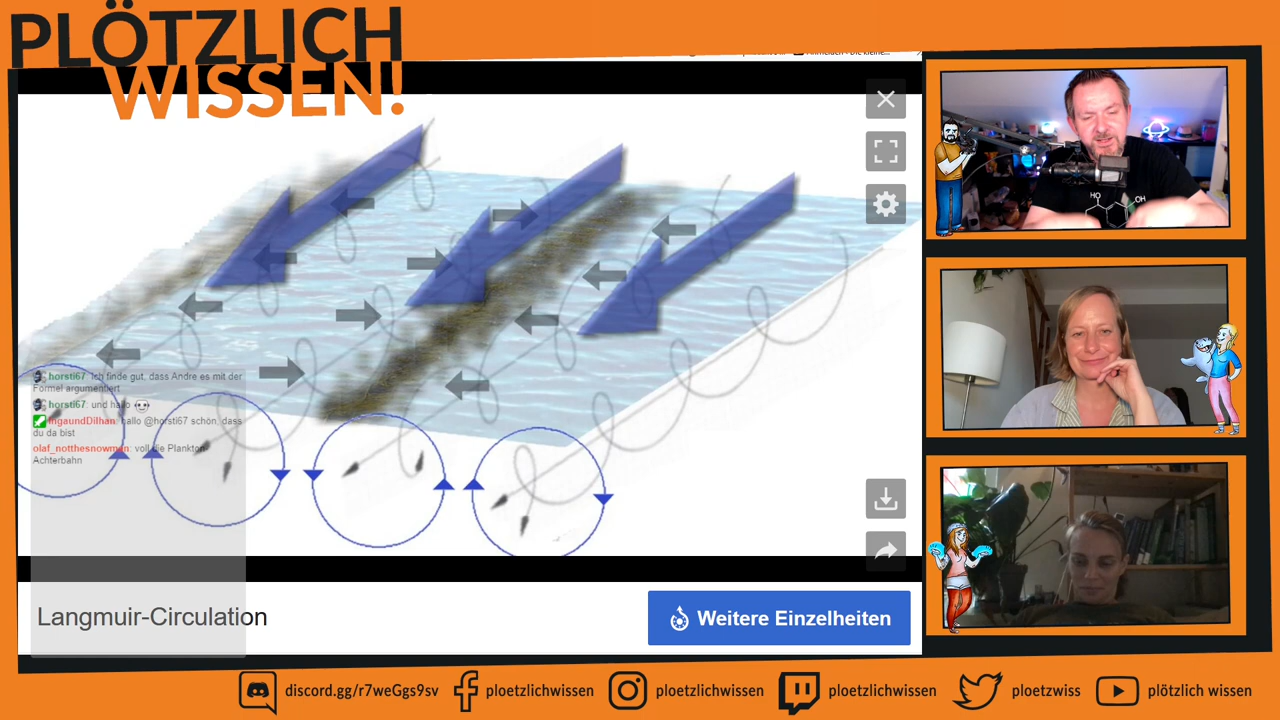 PLÖTZLICH
WISSEN!
horsti67: Ich finde gut, dass Andre es mit der
Formel argumentiert
horsti67: und hallo
IngaundDilhan: hallo @horsti67 schön, dass
du da bist
olaf_notthesnowman: voll die Plankton
Achterbahn
Langmuir-Circulation
Weitere Einzelheiten
HO
OH
discord.gg/r7weGgs9sv
ploetzlichwissen
ploetzlichwissen
ploetzlichwissen
ploetzwiss
plötzlich wissen